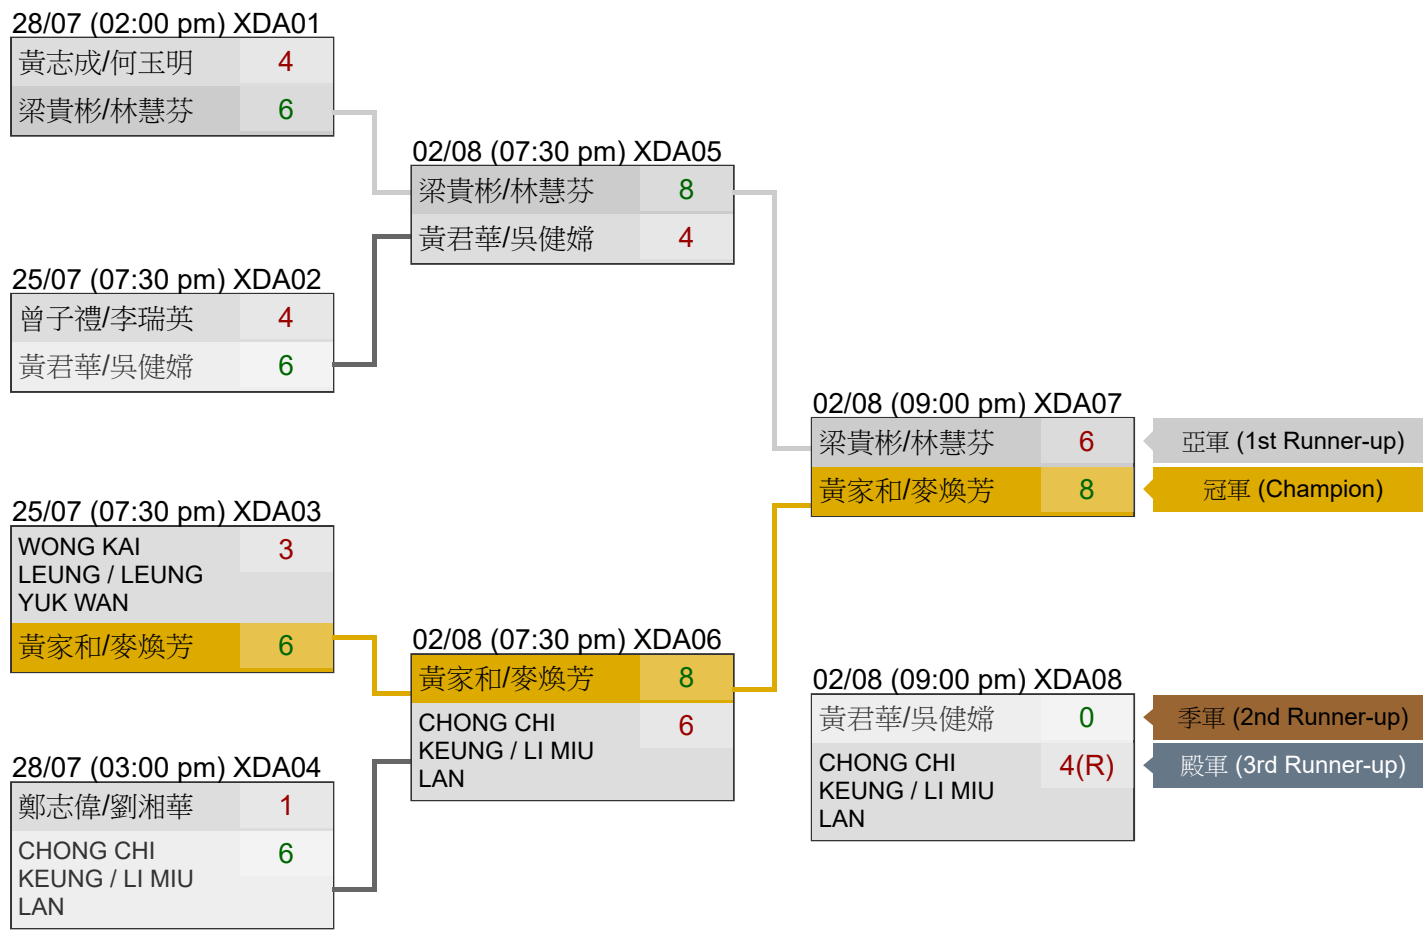 28/07 (02:00 pm) XDA01
黃志成/何玉明 4
梁貴彬/林慧芬 6
25/07 (07:30 pm) XDA02
曾子禮/李瑞英 4
黃君華/吳健嫦 6
25/07 (07:30 pm) XDA03
WONG KAI 3
LEUNG / LEUNG
YUK WAN
黃家和/麥煥芳 6
28/07 (03:00 pm) XDA04
鄭志偉/劉湘華 1
CHONG CHI 6
KEUNG / LI MIU
LAN
02/08 (07:30 pm) XDA05
梁貴彬/林慧芬 8
黃君華/吳健嫦 4
02/08 (07:30 pm) XDA06
黃家和/麥煥芳 8
CHONG CHI 6
KEUNG / LI MIU
LAN
02/08 (09:00 pm) XDA07
梁貴彬/林慧芬 6 亞軍 (1st Runner-up)
黃家和/麥煥芳 8 冠軍 (Champion)
02/08 (09:00 pm) XDA08
黃君華/吳健嫦 0 季軍 (2nd Runner-up)
CHONG CHI 4(R) 殿軍 (3rd Runner-up)
KEUNG / LI MIU
LAN